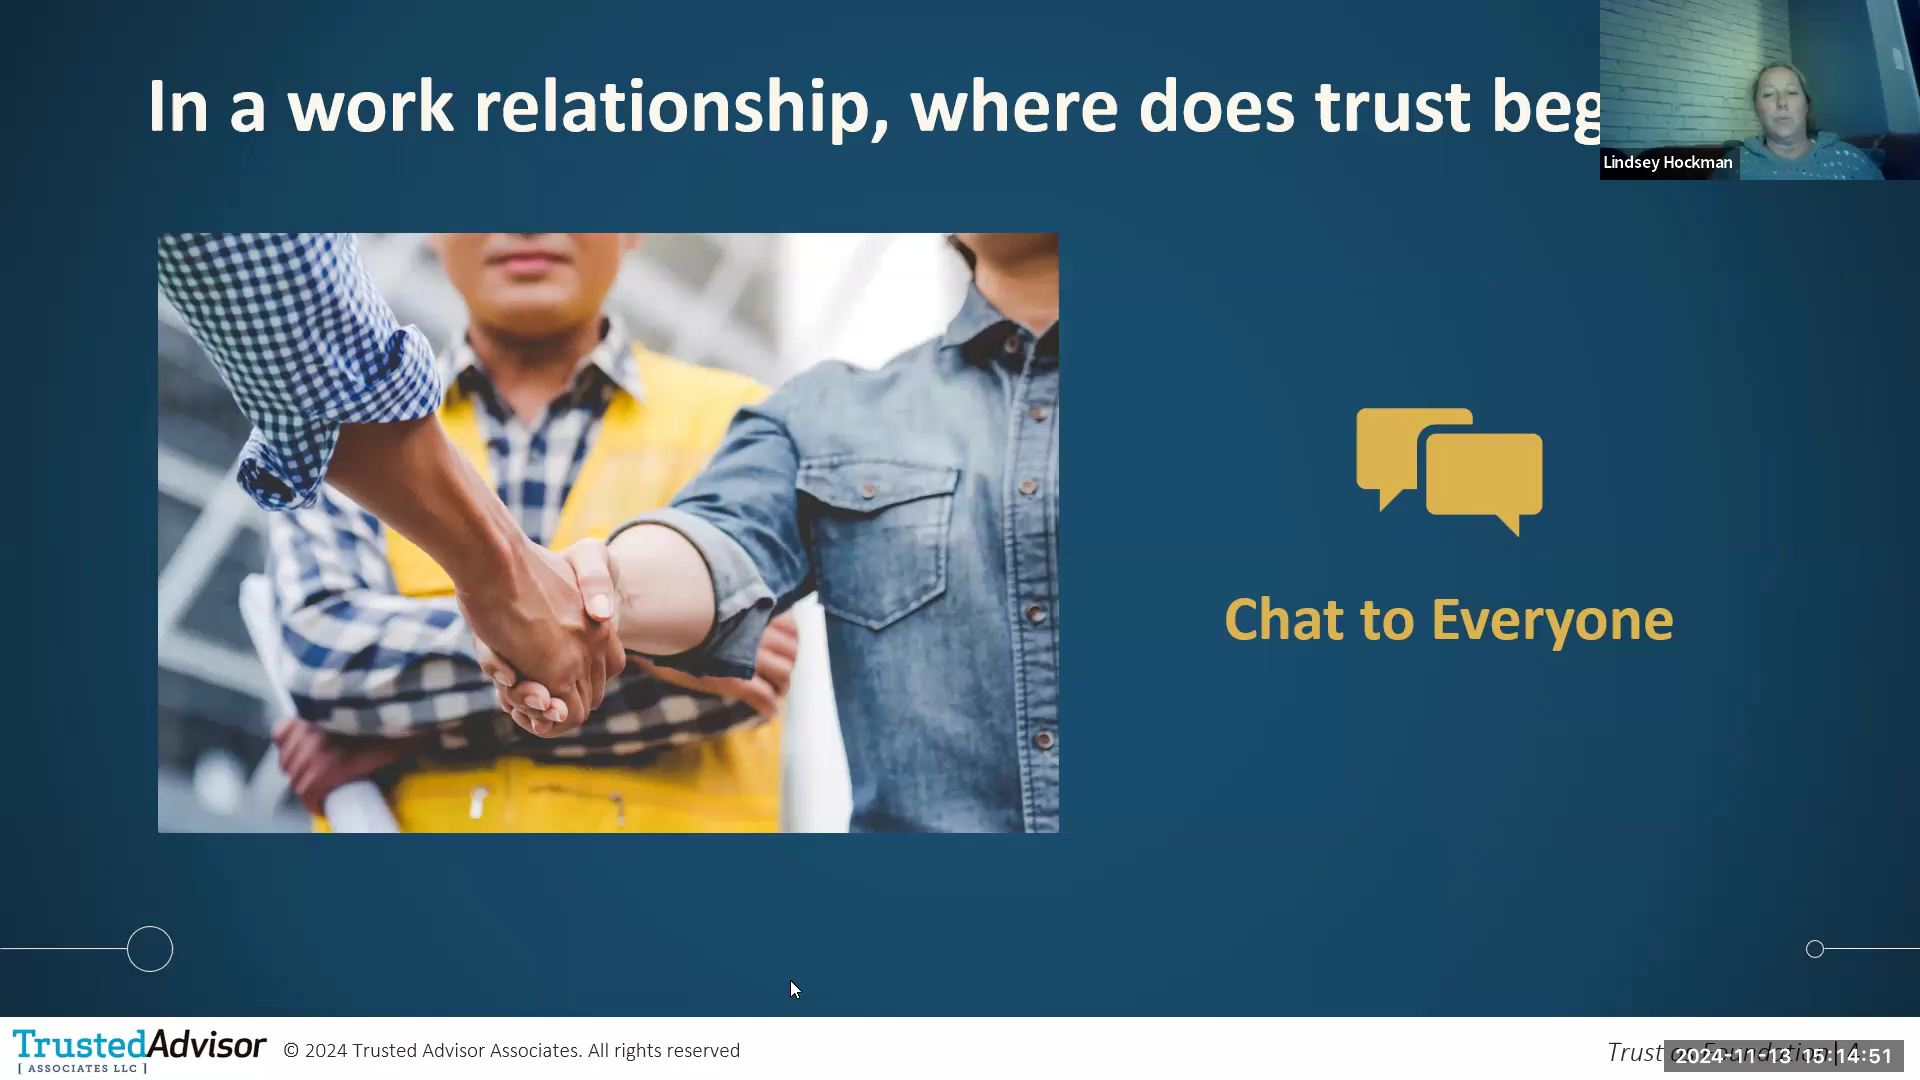 In a work relationship, where does trust beg
Lindsey Hockman
Chat to Everyone
TrustedAdvisor
[ ASSOCIATES LLC ]
© 2024 Trusted Advisor Associates. All rights reserved
Trust
2024-11-13 15:14:51